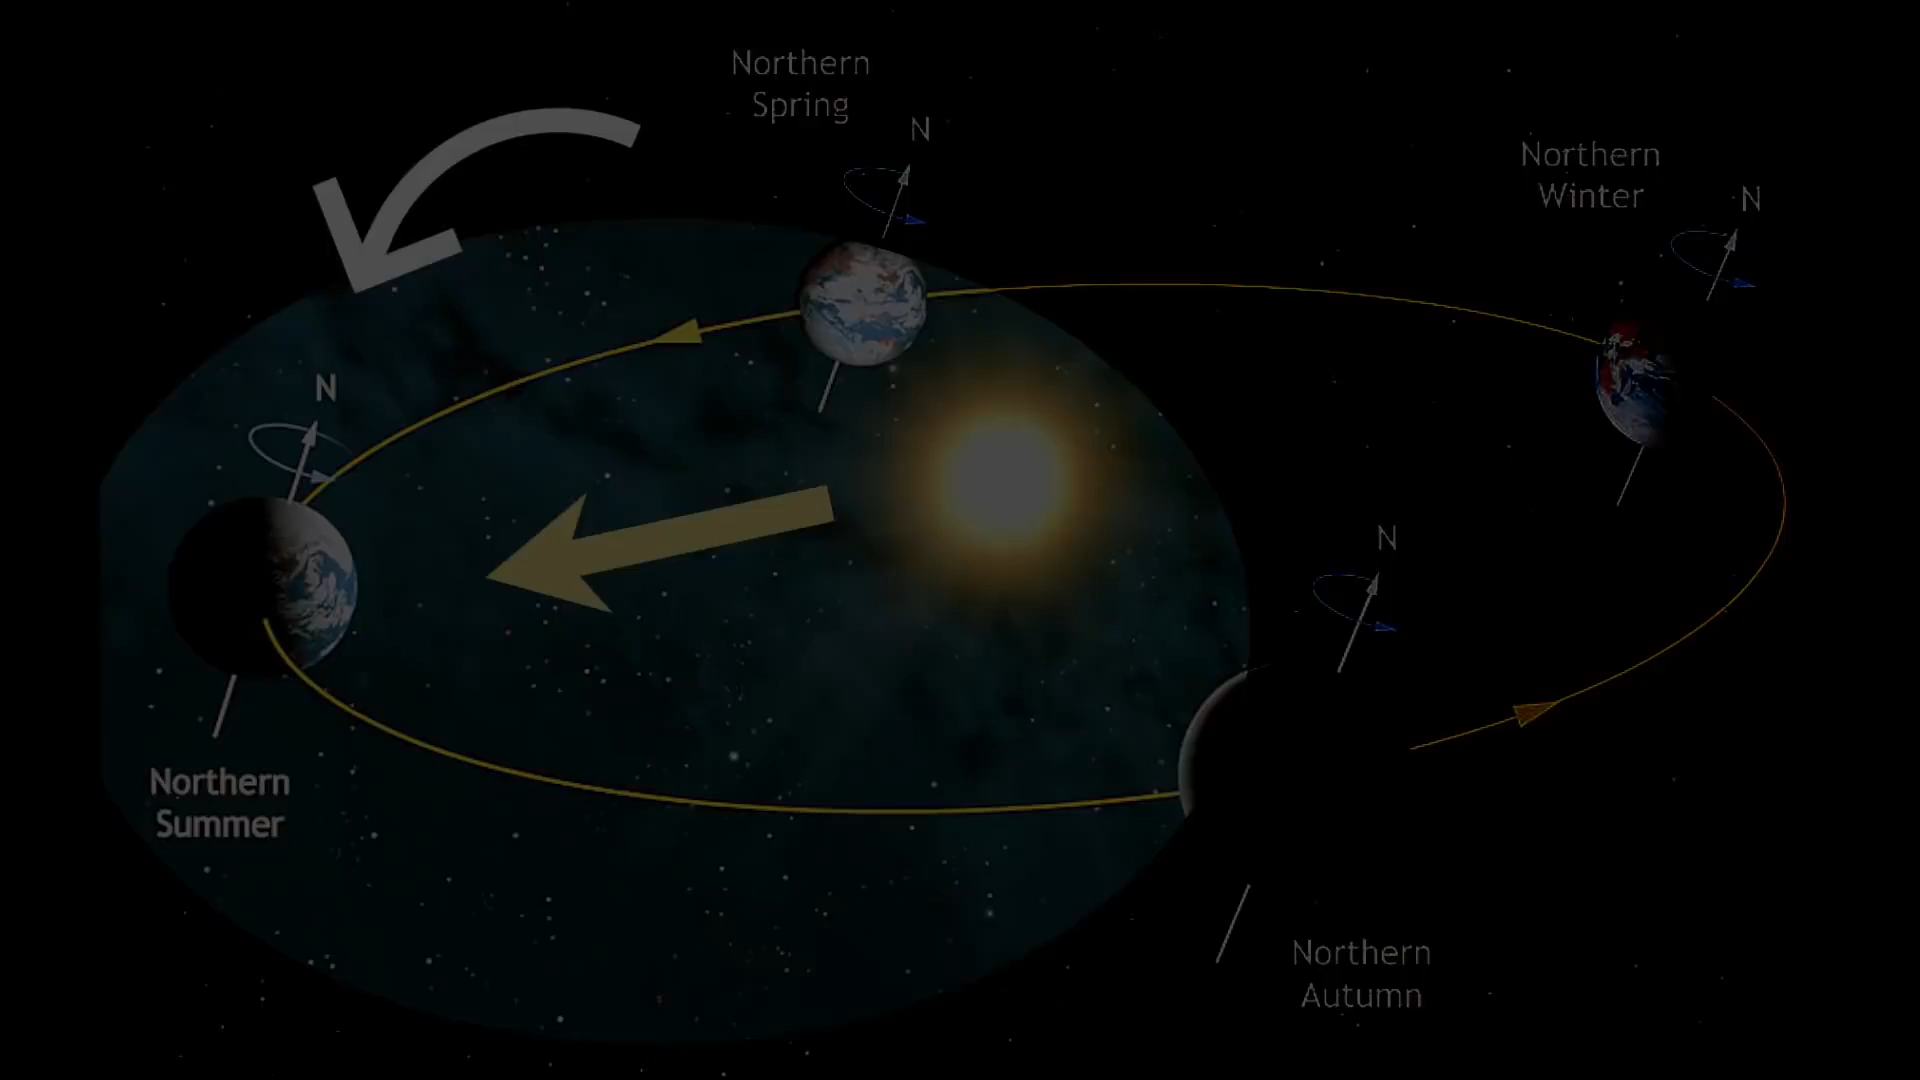 Northern
Spring
N
Northern
Winter
N
N
Northern
Summer
N
Northern
Autumn